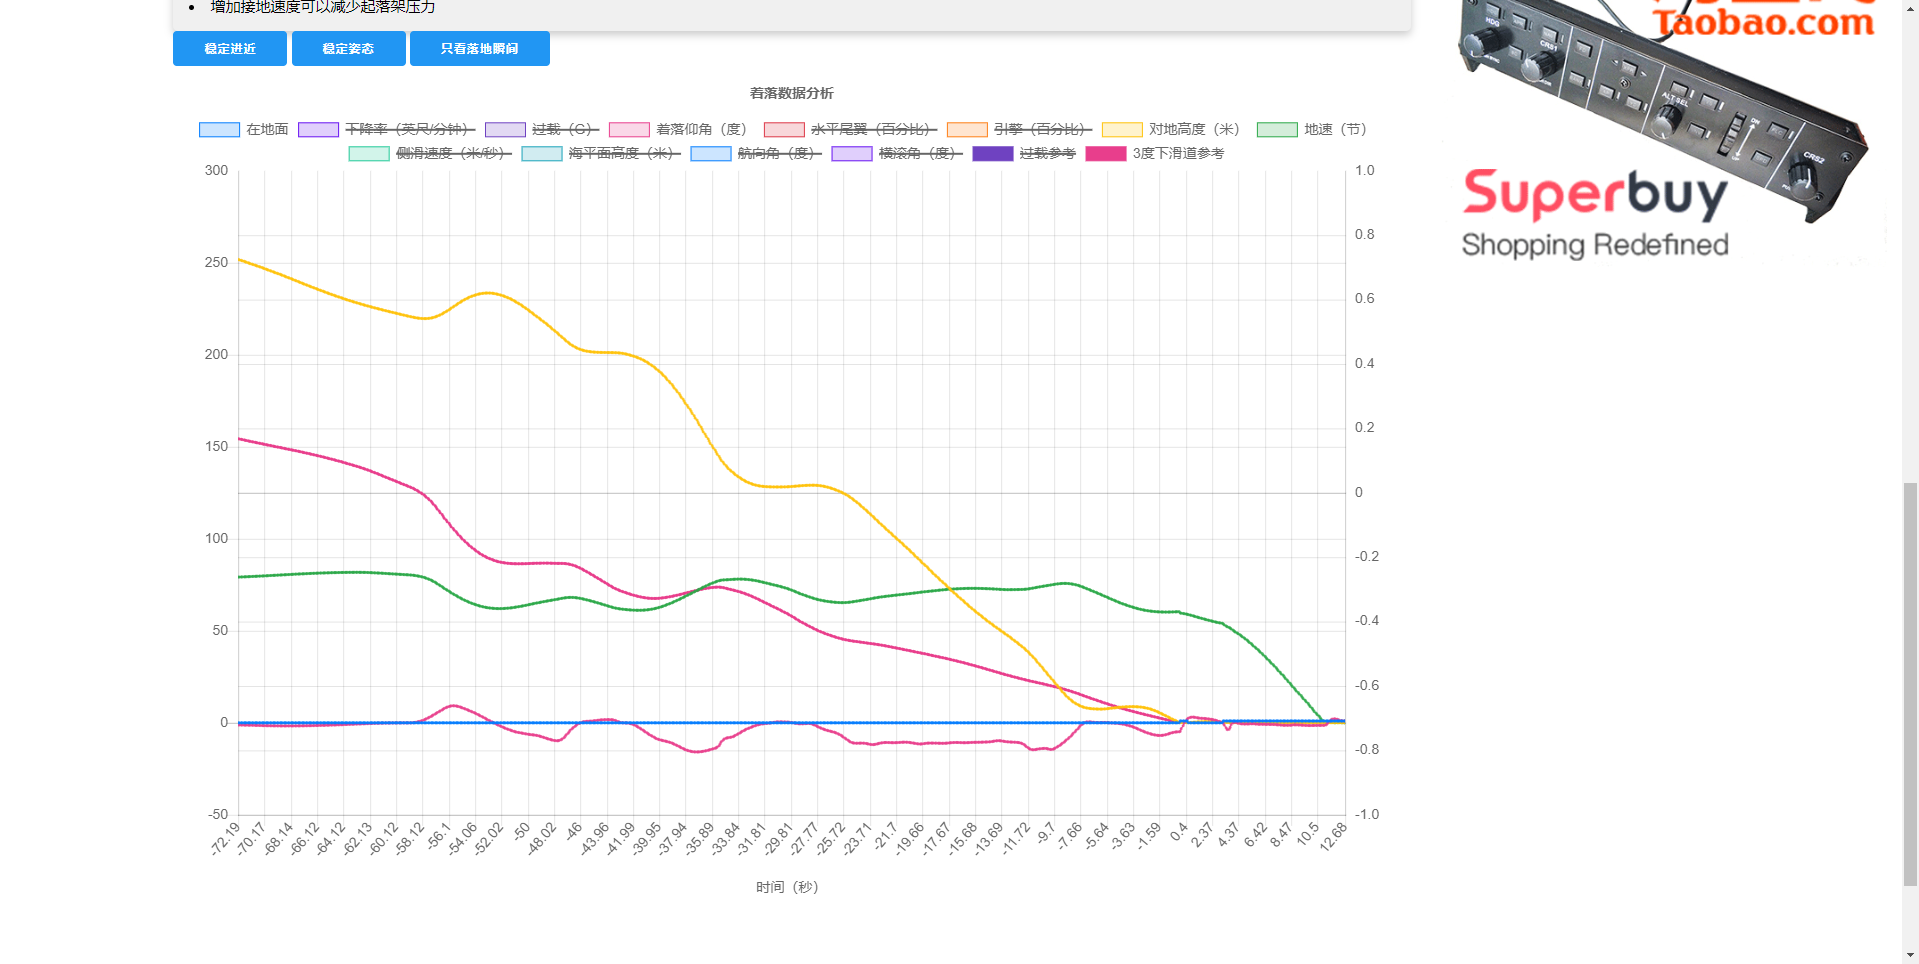 增加接地速度可以减少起落架压力
稳定进近 稳定姿态 只看落地瞬间
着落数据分析
在地面 下降率（英尺/分钟） 过载（G） 着落仰角（度） 水平尾翼（百分比） 引擎（百分比） 对地高度（米） 地速（节）
侧滑速度（米/秒） 海平面高度（米） 航向角（度） 横滚角（度） 过载参考 3度下滑道参考
300 1.0
0.8
250
0.6
200
0.4
150
0.2
0
100
-0.2
50
-0.4
-0.6
0
-0.8
-50 -1.0
-72.19 -70.17 -68.14 -66.12 -64.12 -62.13 -60.12 -58.12 -56.1 -54.06 -52.02 -50 -48.02 -46 -43.96 -41.99 -39.95 -37.94 -35.89 -33.84 -31.81 -29.81 -27.77 -25.72 -23.71 -21.7 -19.66 -17.67 -15.68 -13.69 -11.72 -9.7 -7.66 -5.64 -3.63 -1.59 0.4 2.37 4.37 6.42 8.47 10.5 12.68
时间（秒）
Taobao.com
HDG
CRS1
ALT SEL
DN
UP
CRS2
Superbuy
Shopping Redefined